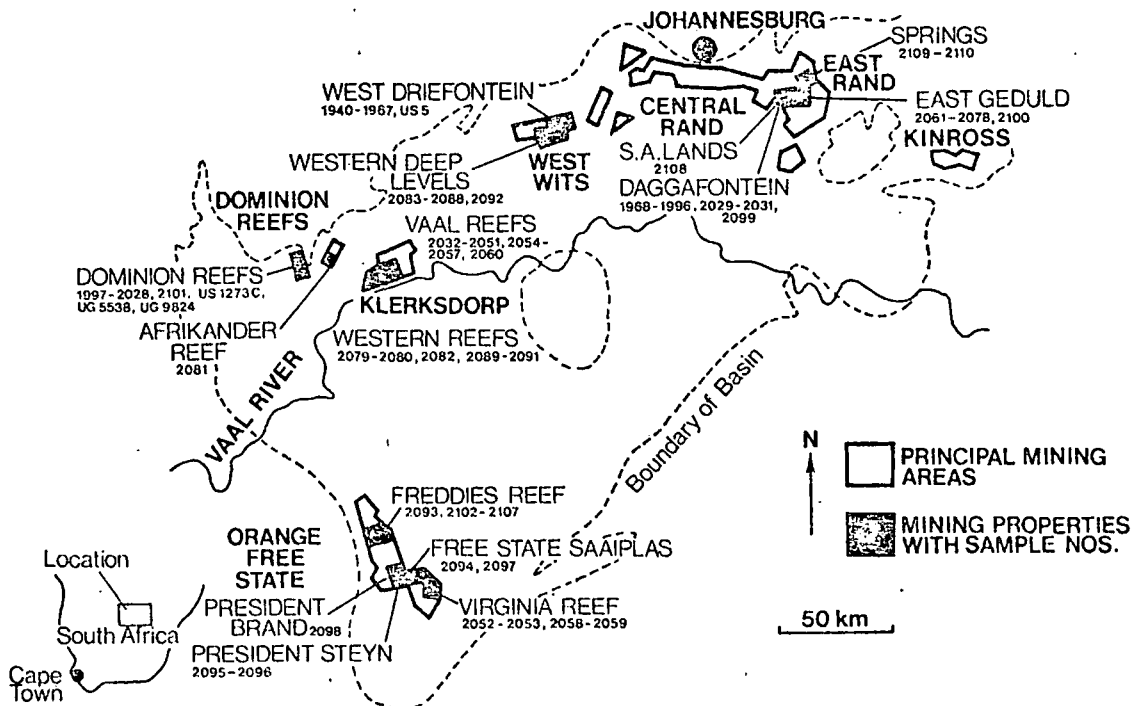 JOHANNESBURG
SPRINGS
2109-2110
EAST
RAND
WEST DRIEFONTEIN
1940-1967, US 5
CENTRAL
RAND
EAST GEDULD
2061-2078, 2100
KINROSS
S.A. LANDS
2108
WESTERN DEEP
LEVELS
2083-2088, 2092
WEST
WITS
DAGGAFONTEIN
1968-1996, 2029-2031,
2099
DOMINION
REEFS
VAAL REEFS
2032-2051, 2054-
2057, 2060
DOMINION REEFS
1997-2028, 2101, US 1273C,
UG 5538, UG 9824
KLERKSDORP
AFRIKANDER
REEF
2081
WESTERN REEFS
2079-2080, 2082, 2089-2091
VAAL RIVER
Boundary of Basin
N
PRINCIPAL MINING
AREAS
MINING PROPERTIES
WITH SAMPLE NOS.
50 km
FREDDIES REEF
2093, 2102-2107
ORANGE
FREE
STATE
FREE STATE SAAIPLAS
2094, 2097
PRESIDENT
BRAND 2098
VIRGINIA REEF
2052-2053, 2058-2059
PRESIDENT STEYN
2095-2096
Location
South Africa
Cape
Town